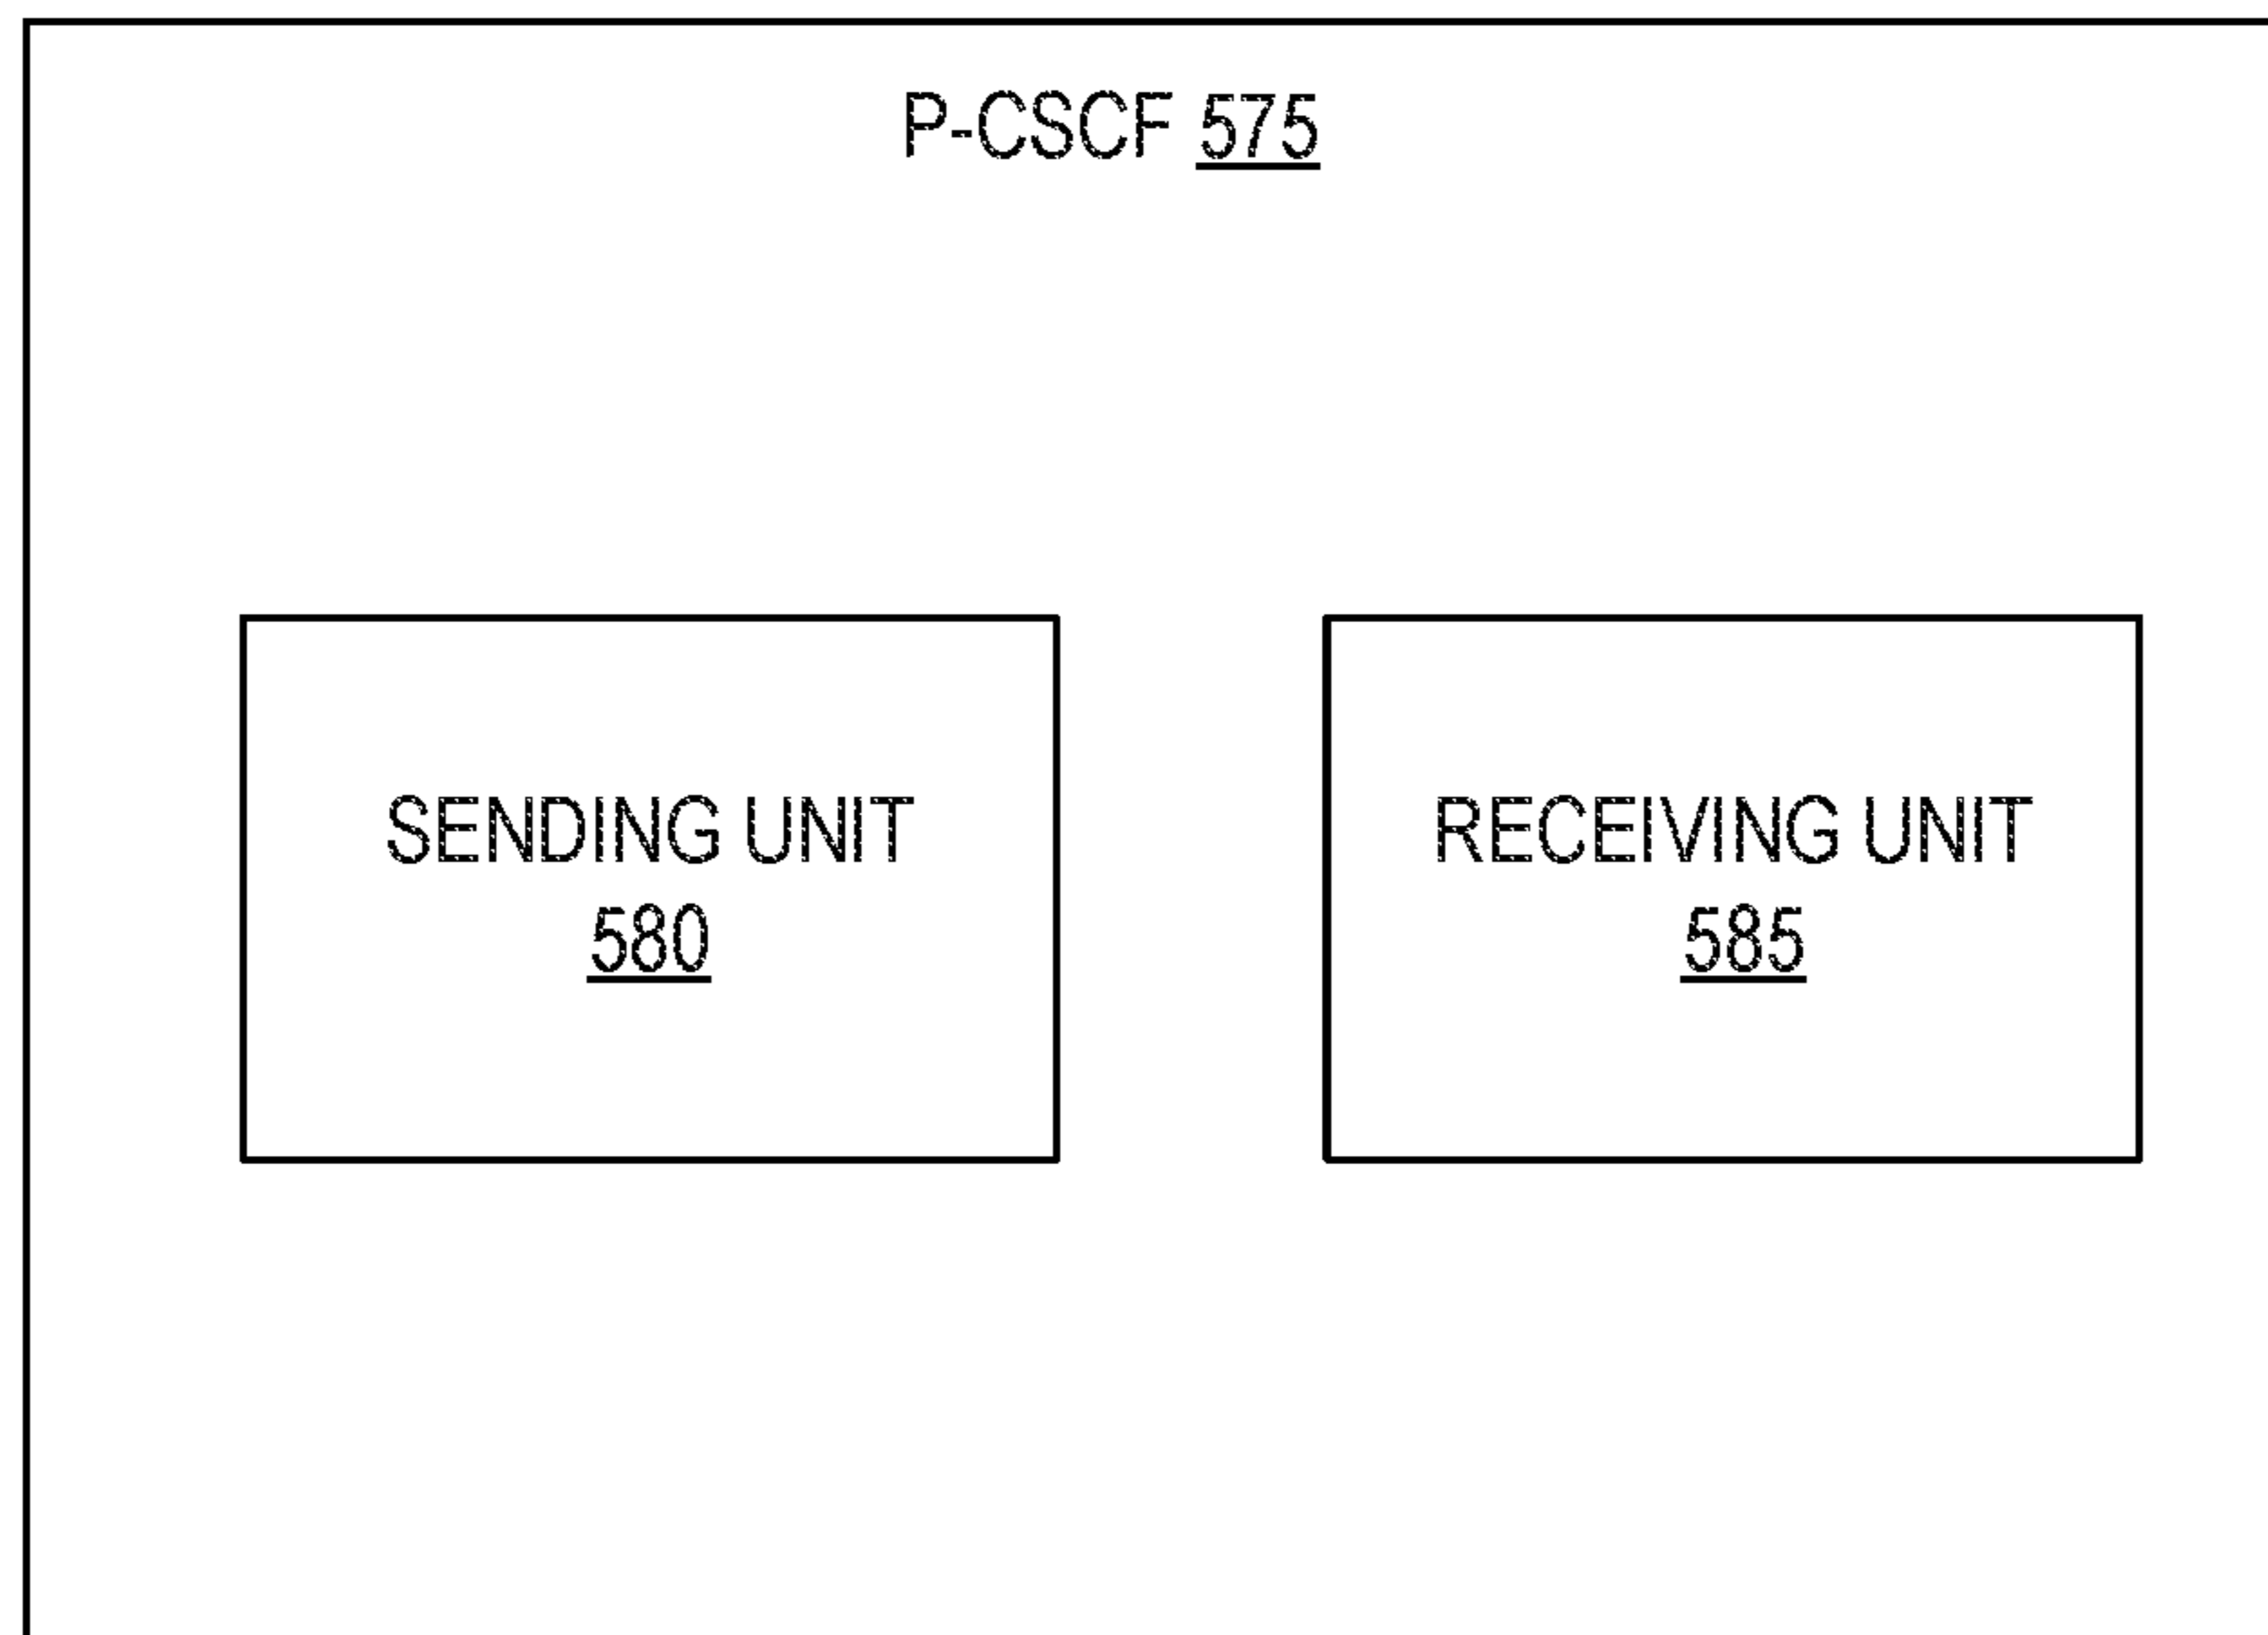 P-CSCF 575
SENDING UNIT
580
RECEIVING UNIT
585